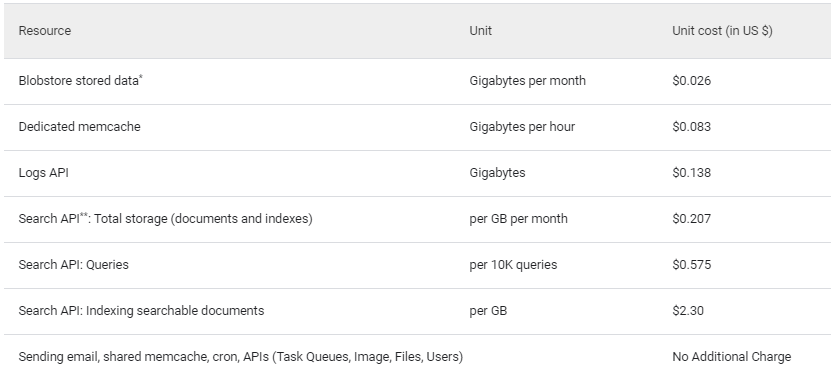 Resource Unit Unit cost (in US $)
Blobstore stored data* Gigabytes per month $0.026
Dedicated memcache Gigabytes per hour $0.083
Logs API Gigabytes $0.138
Search API**: Total storage (documents and indexes) per GB per month $0.207
Search API: Queries per 10K queries $0.575
Search API: Indexing searchable documents per GB $2.30
Sending email, shared memcache, cron, APIs (Task Queues, Image, Files, Users) No Additional Charge